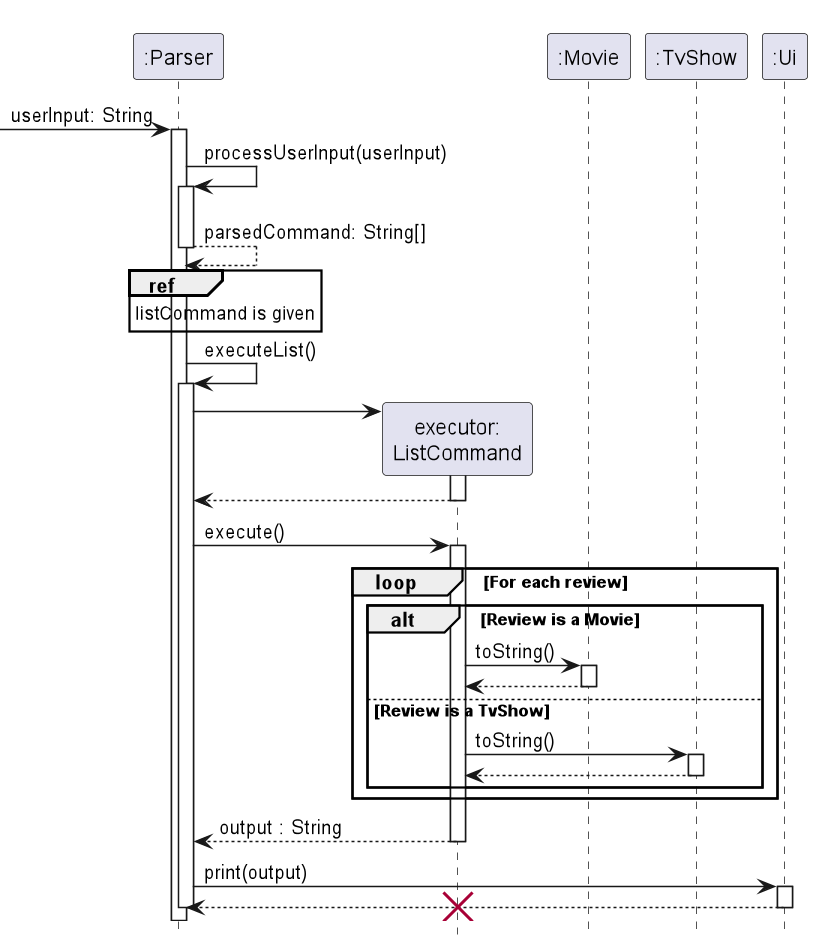 :Parser
:Movie
:TvShow
:Ui
userInput: String
processUserInput(userInput)
parsedCommand: String[]
ref
listCommand is given
executeList()
executor:
ListCommand
execute()
loop
[For each review]
alt
[Review is a Movie]
toString()
[Review is a TvShow]
toString()
output : String
print(output)